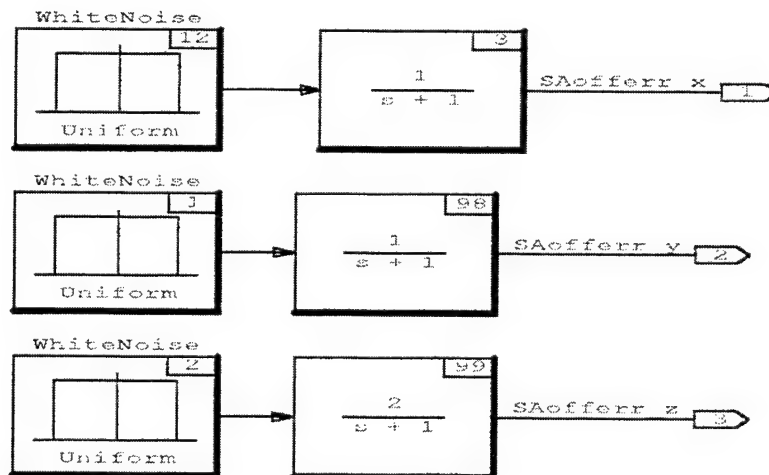 WhiteNoise
12
Uniform
3
1
s + 1
SAofferr x
1
WhiteNoise
1
Uniform
98
1
s + 1
SAofferr y
2
WhiteNoise
2
Uniform
99
2
s + 1
SAofferr z
3